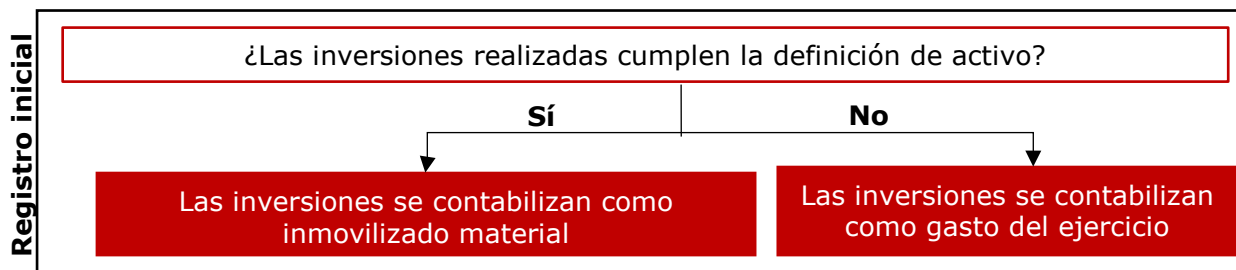 Registro inicial
¿Las inversiones realizadas cumplen la definición de activo?
Sí
No
Las inversiones se contabilizan como
inmovilizado material
Las inversiones se contabilizan
como gasto del ejercicio